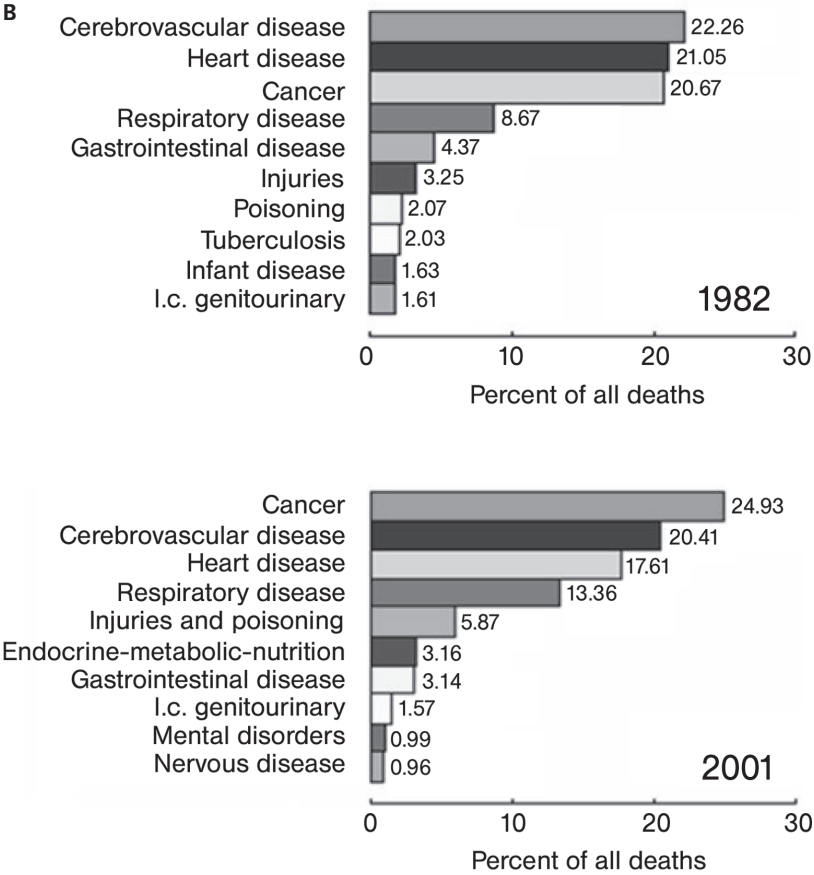 B
Cerebrovascular disease 22.26
Heart disease 21.05
Cancer 20.67
Respiratory disease 8.67
Gastrointestinal disease 4.37
Injuries 3.25
Poisoning 2.07
Tuberculosis 2.03
Infant disease 1.63
I.c. genitourinary 1.61
1982
0 10 20 30
Percent of all deaths
Cancer 24.93
Cerebrovascular disease 20.41
Heart disease 17.61
Respiratory disease 13.36
Injuries and poisoning 5.87
Endocrine-metabolic-nutrition 3.16
Gastrointestinal disease 3.14
I.c. genitourinary 1.57
Mental disorders 0.99
Nervous disease 0.96
2001
0 10 20 30
Percent of all deaths